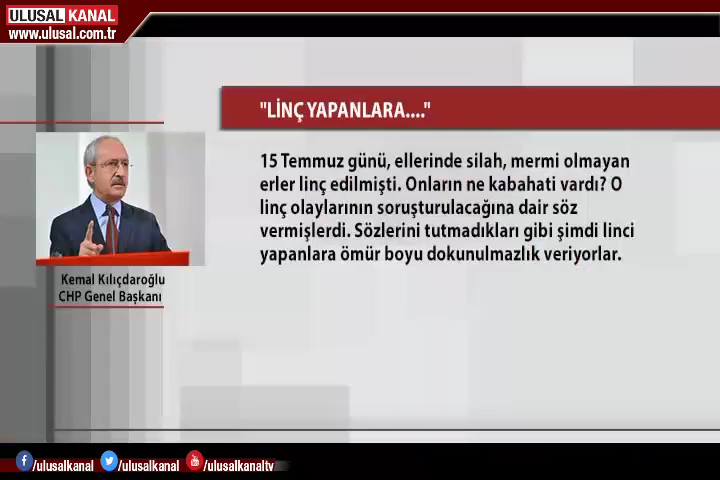 ULUSAL KANAL
www.ulusal.com.tr
"LİNÇ YAPANLARA...."
15 Temmuz günü, ellerinde silah, mermi olmayan
erler linç edilmişti. Onların ne kabahati vardı? O
linç olaylarının soruşturulacağına dair söz
vermişlerdi. Sözlerini tutmadıkları gibi şimdi linci
yapanlara ömür boyu dokunulmazlık veriyorlar.
Kemal Kılıçdaroğlu
CHP Genel Başkanı
/ulusalkanal /ulusalkanal /ulusalkanaltv